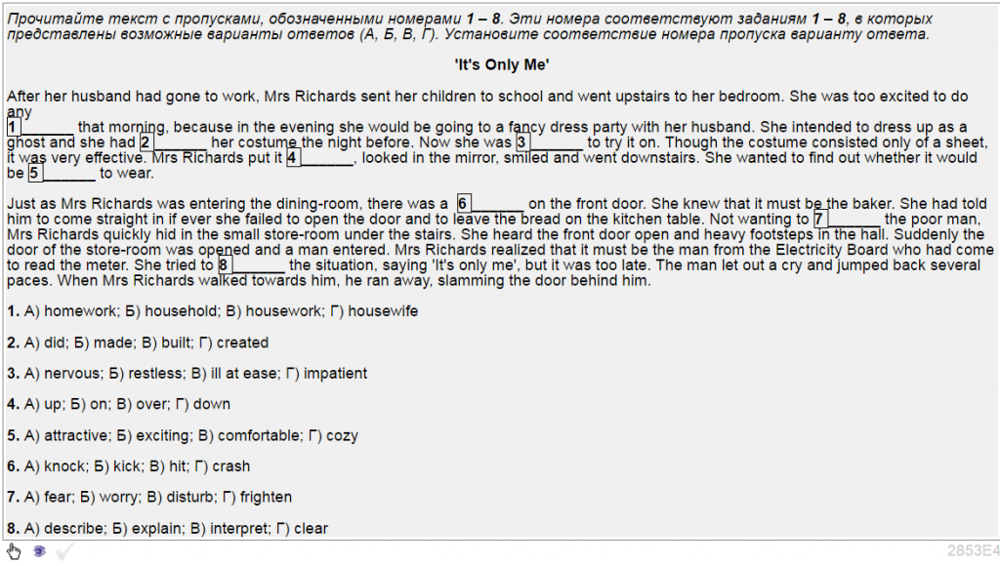 Прочитайте текст с пропусками, обозначенными номерами 1 – 8. Эти номера соответствуют заданиям 1 – 8, в которых
представлены возможные варианты ответов (А, Б, В, Г). Установите соответствие номера пропуска варианту ответа.
'It's Only Me'
After her husband had gone to work, Mrs Richards sent her children to school and went upstairs to her bedroom. She was too excited to do
any
1______ that morning, because in the evening she would be going to a fancy dress party with her husband. She intended to dress up as a
ghost and she had 2______ her costume the night before. Now she was 3______ to try it on. Though the costume consisted only of a sheet,
it was very effective. Mrs Richards put it 4______, looked in the mirror, smiled and went downstairs. She wanted to find out whether it would
be 5______ to wear.
Just as Mrs Richards was entering the dining-room, there was a 6______ on the front door. She knew that it must be the baker. She had told
him to come straight in if ever she failed to open the door and to leave the bread on the kitchen table. Not wanting to 7______ the poor man,
Mrs Richards quickly hid in the small store-room under the stairs. She heard the front door open and heavy footsteps in the hall. Suddenly the
door of the store-room was opened and a man entered. Mrs Richards realized that it must be the man from the Electricity Board who had come
to read the meter. She tried to 8______ the situation, saying 'It's only me', but it was too late. The man let out a cry and jumped back several
paces. When Mrs Richards walked towards him, he ran away, slamming the door behind him.
1. А) homework; Б) household; В) housework; Г) housewife
2. А) did; Б) made; В) built; Г) created
3. А) nervous; Б) restless; В) ill at ease; Г) impatient
4. А) up; Б) on; В) over; Г) down
5. А) attractive; Б) exciting; В) comfortable; Г) cozy
6. А) knock; Б) kick; В) hit; Г) crash
7. А) fear; Б) worry; В) disturb; Г) frighten
8. А) describe; Б) explain; В) interpret; Г) clear
2853E4